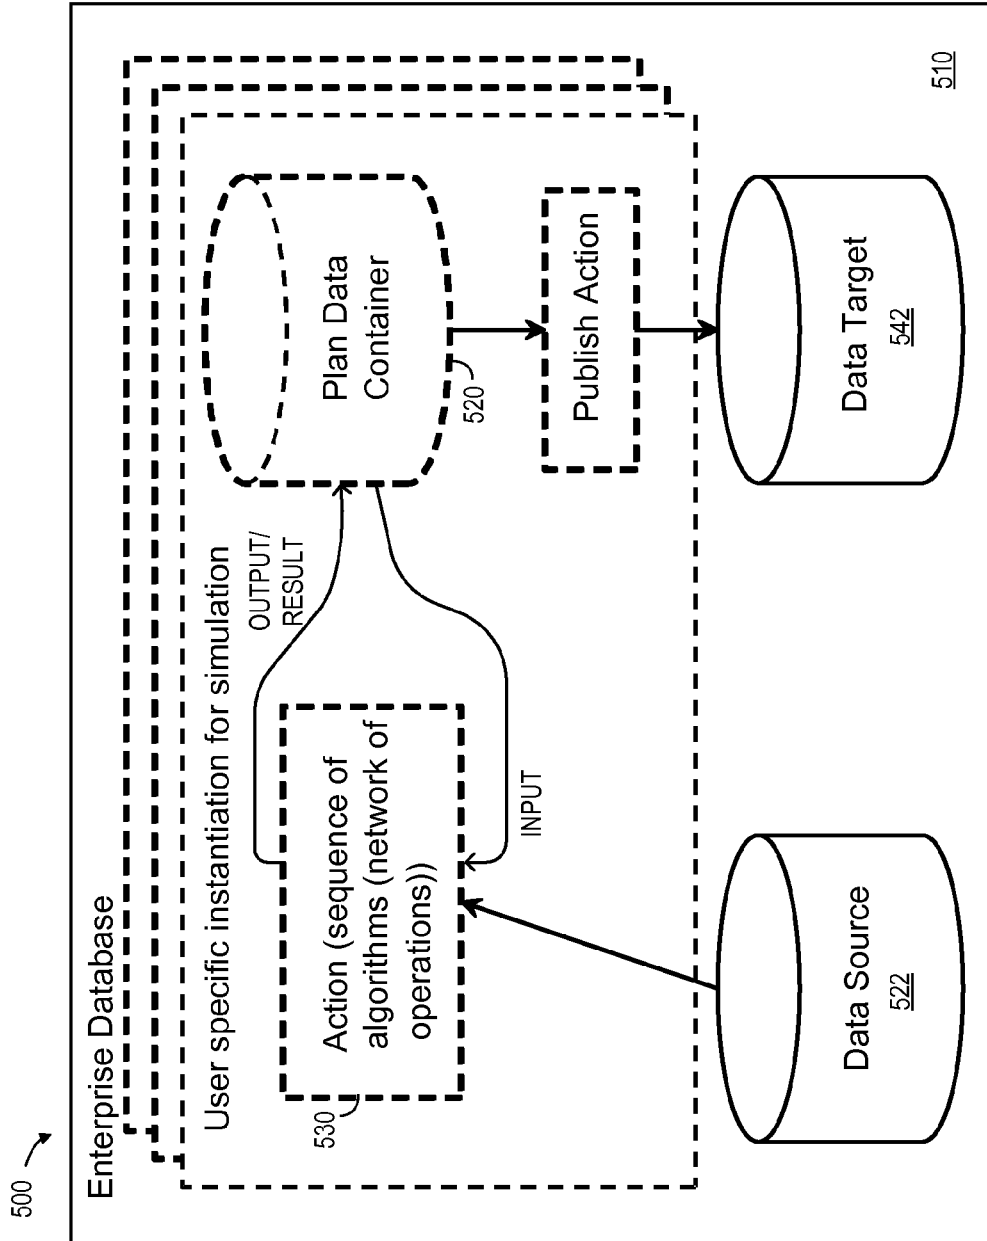 500
Enterprise Database
User specific instantiation for simulation
OUTPUT/
RESULT
Plan Data
Container
520
Action (sequence of
algorithms (network of
operations))
530
INPUT
Publish Action
Data Source
522
Data Target
542
510